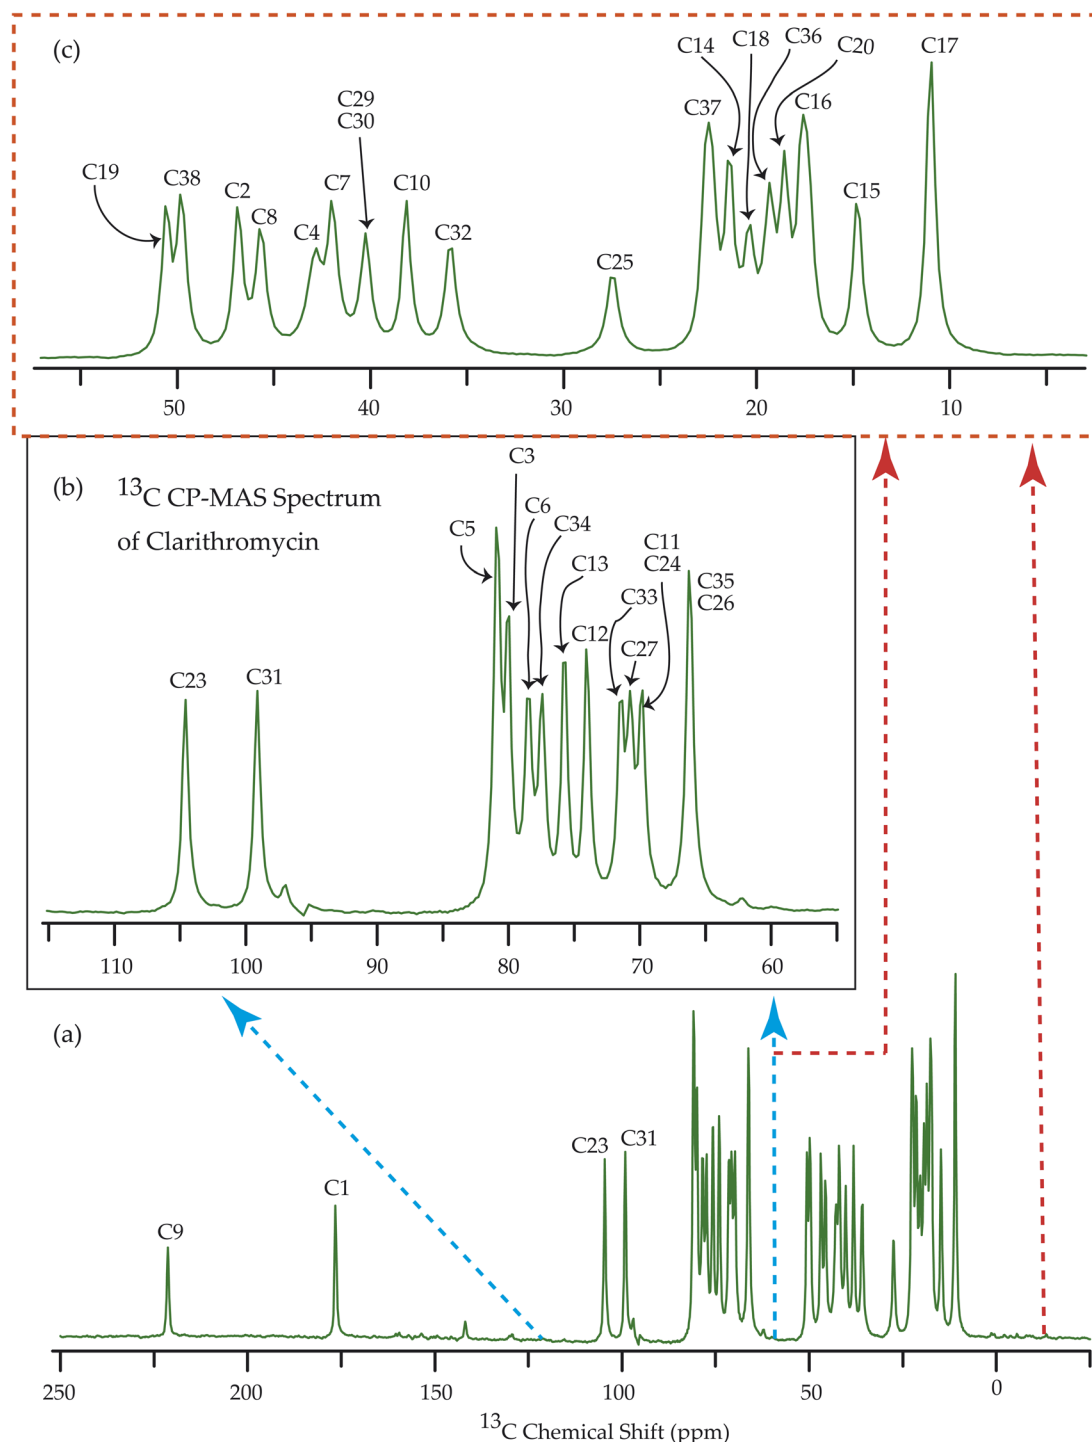 (c)
C19
C38
C2
C8
C4
C7
C29
C30
C10
C32
C25
C37
C14
C18
C36
C20
C16
C15
C17
50
40
30
20
10
(b)
13C CP-MAS Spectrum
of Clarithromycin
C23
C31
C5
C3
C6
C34
C13
C12
C33
C27
C11
C24
C35
C26
110
100
90
80
70
60
(a)
C9
C1
C23
C31
250
200
150
100
50
0
13C Chemical Shift (ppm)